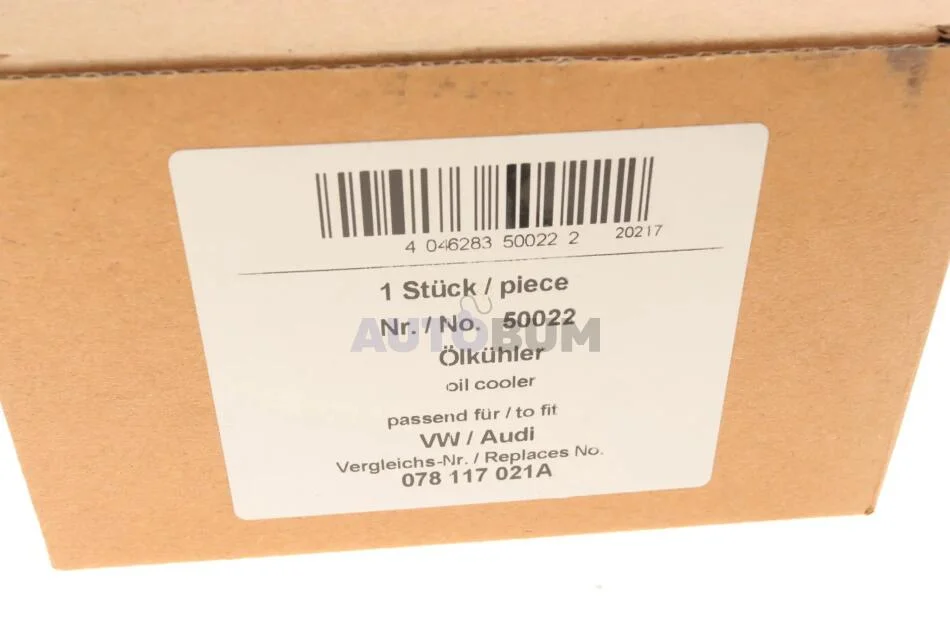 4 046283 50022 2 20217
1 Stück / piece
Nr. / No. 50022
AUTOBUM
Ölkühler
oil cooler
passend für / to fit
VW / Audi
Vergleichs-Nr. / Replaces No.
078 117 021A